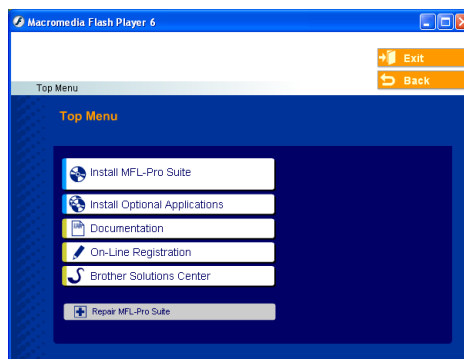 Macromedia Flash Player 6
Exit
Back
Top Menu
Top Menu
Install MFL-Pro Suite
Install Optional Applications
Documentation
On-Line Registration
Brother Solutions Center
Repair MFL-Pro Suite